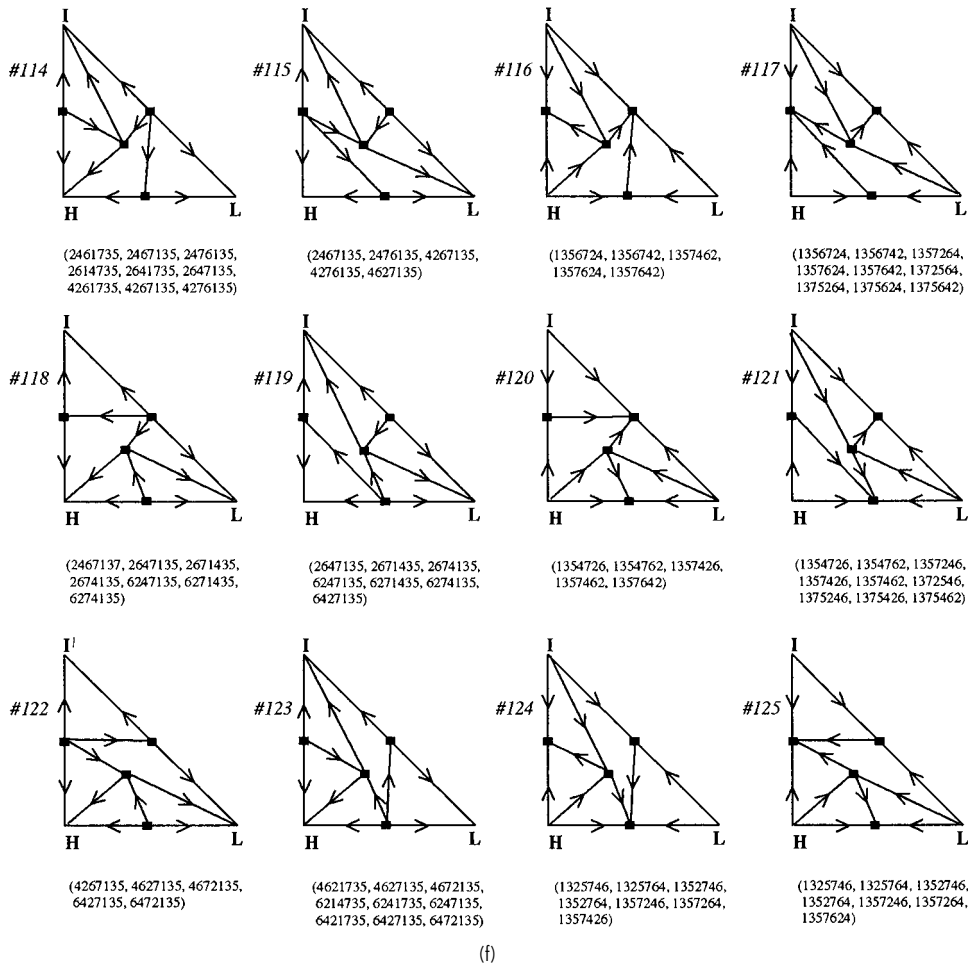 I I I I
#114 #115 #116 #117
H L H L H L H L
(2461735, 2467135, 2476135, (2467135, 2476135, 4267135, (1356724, 1356742, 1357462, (1356724, 1356742, 1357264,
2614735, 2641735, 2647135, 4276135, 4627135) 1357624, 1357642) 1357624, 1357642, 1372564,
4261735, 4267135, 4276135) 1375264, 1375624, 1375642)
I I I I
#118 #119 #120 #121
H L H L H L H L
(2467137, 2647135, 2671435, (2647135, 2671435, 2674135, (1354726, 1354762, 1357426, (1354726, 1354762, 1357246,
2674135, 6247135, 6271435, 6247135, 6271435, 6274135, 1357462, 1357642) 1357426, 1357462, 1372546,
6274135) 6427135) 1375246, 1375426, 1375462)
I I I I
#122 #123 #124 #125
H L H L H L H L
(4267135, 4627135, 4672135, (4621735, 4627135, 4672135, (1325746, 1325764, 1352746, (1325746, 1325764, 1352746,
6427135, 6472135) 6214735, 6241735, 6247135, 1352764, 1357246, 1357264, 1352764, 1357246, 1357264,
6421735, 6427135, 6472135) 1357426) 1357624)
(f)